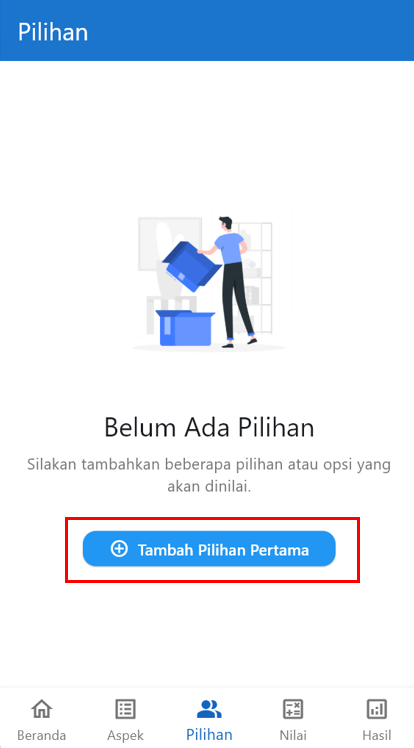 Pilihan
Belum Ada Pilihan
Silakan tambahkan beberapa pilihan atau opsi yang
akan dinilai.
Tambah Pilihan Pertama
Beranda
Aspek
Pilihan
Nilai
Hasil